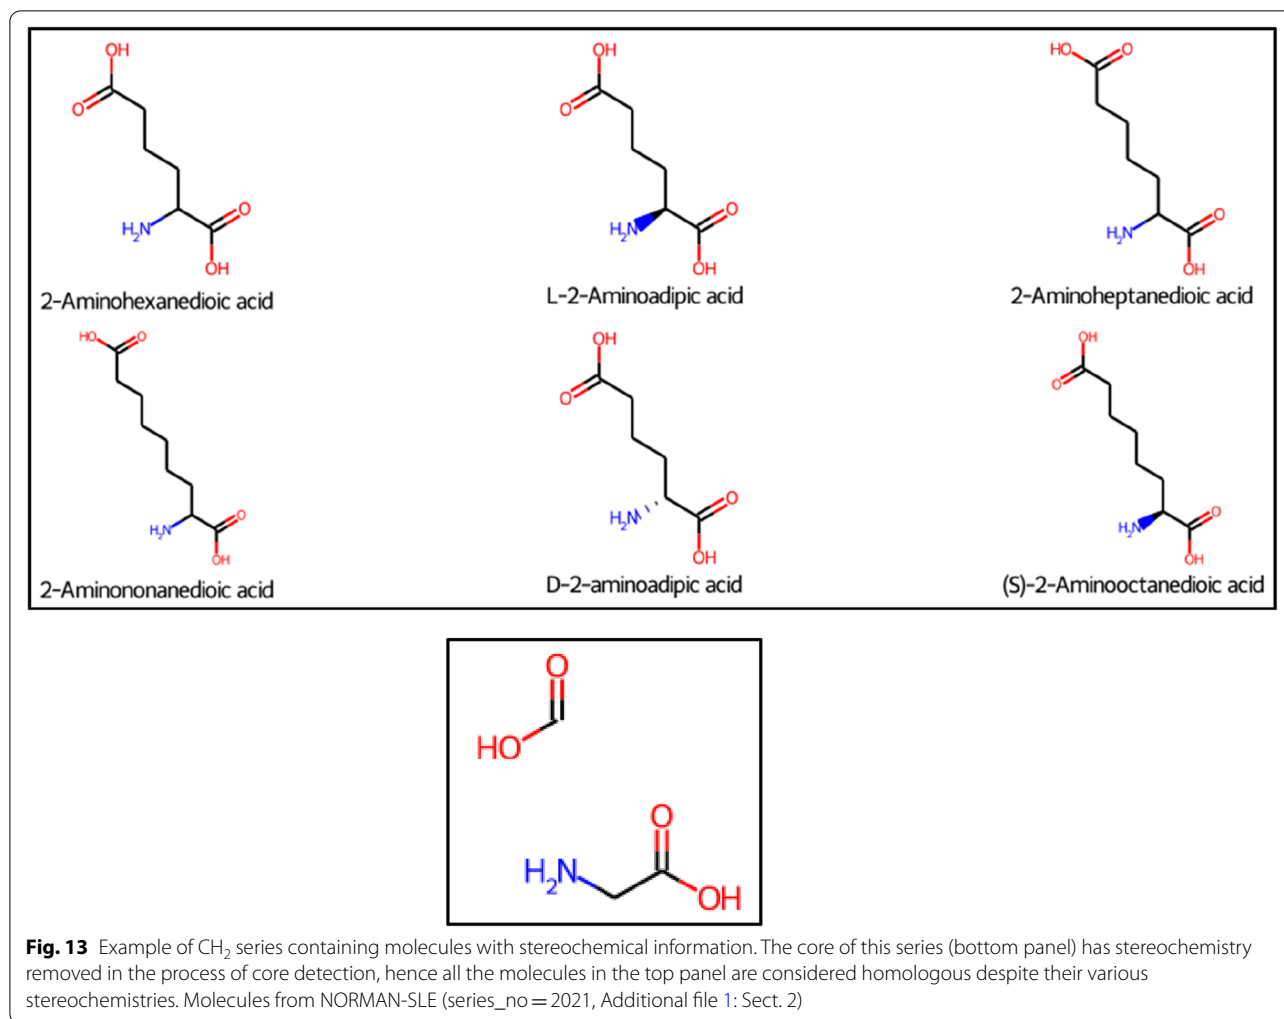 OH
O
H2N
O
OH
2-Aminohexanedioic acid
OH
O
H2N
O
OH
L-2-Aminoadipic acid
HO
O
H2N
O
OH
2-Aminoheptanedioic acid
HO
O
H2N
O
OH
2-Aminononanedioic acid
OH
O
H2N
O
OH
D-2-aminoadipic acid
OH
O
H2N
O
OH
(S)-2-Aminooctanedioic acid
O
HO
O
H2N
OH
Fig. 13 Example of CH2 series containing molecules with stereochemical information. The core of this series (bottom panel) has stereochemistry
removed in the process of core detection, hence all the molecules in the top panel are considered homologous despite their various
stereochemistries. Molecules from NORMAN-SLE (series_no = 2021, Additional file 1: Sect. 2)